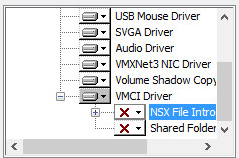 USB Mouse Driver
SVGA Driver
Audio Driver
VMXNet3 NIC Driver
Volume Shadow Copy
VMCI Driver
NSX File Intro
Shared Folder